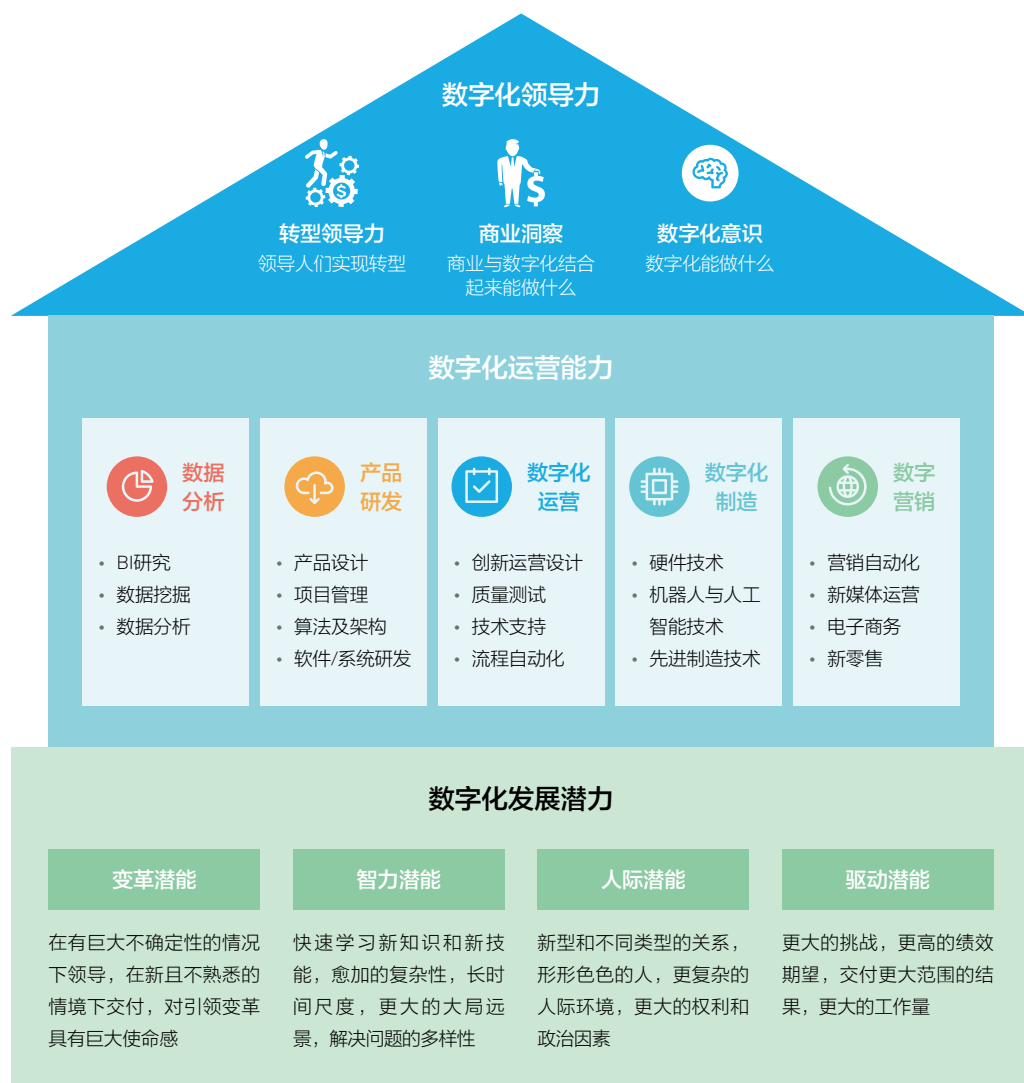 数字化领导力
转型领导力
领导人们实现转型
商业洞察
商业与数字化结合
起来能做什么
数字化意识
数字化能做什么
数字化运营能力
数据
分析
• BI研究
• 数据挖掘
• 数据分析
产品
研发
• 产品设计
• 项目管理
• 算法及架构
• 软件/系统研发
数字化
运营
• 创新运营设计
• 质量测试
• 技术支持
• 流程自动化
数字化
制造
• 硬件技术
• 机器人与人工
智能技术
• 先进制造技术
数字
营销
• 营销自动化
• 新媒体运营
• 电子商务
• 新零售
数字化发展潜力
变革潜能
在有巨大不确定性的情况
下领导，在新且不熟悉的
情境下交付，对引领变革
具有巨大使命感
智力潜能
快速学习新知识和新技
能，愈加的复杂性，长时
间尺度，更大的大局远
景，解决问题的多样性
人际潜能
新型和不同类型的关系，
形形色色的人，更复杂的
人际环境，更大的权利和
政治因素
驱动潜能
更大的挑战，更高的绩效
期望，交付更大范围的结
果，更大的工作量